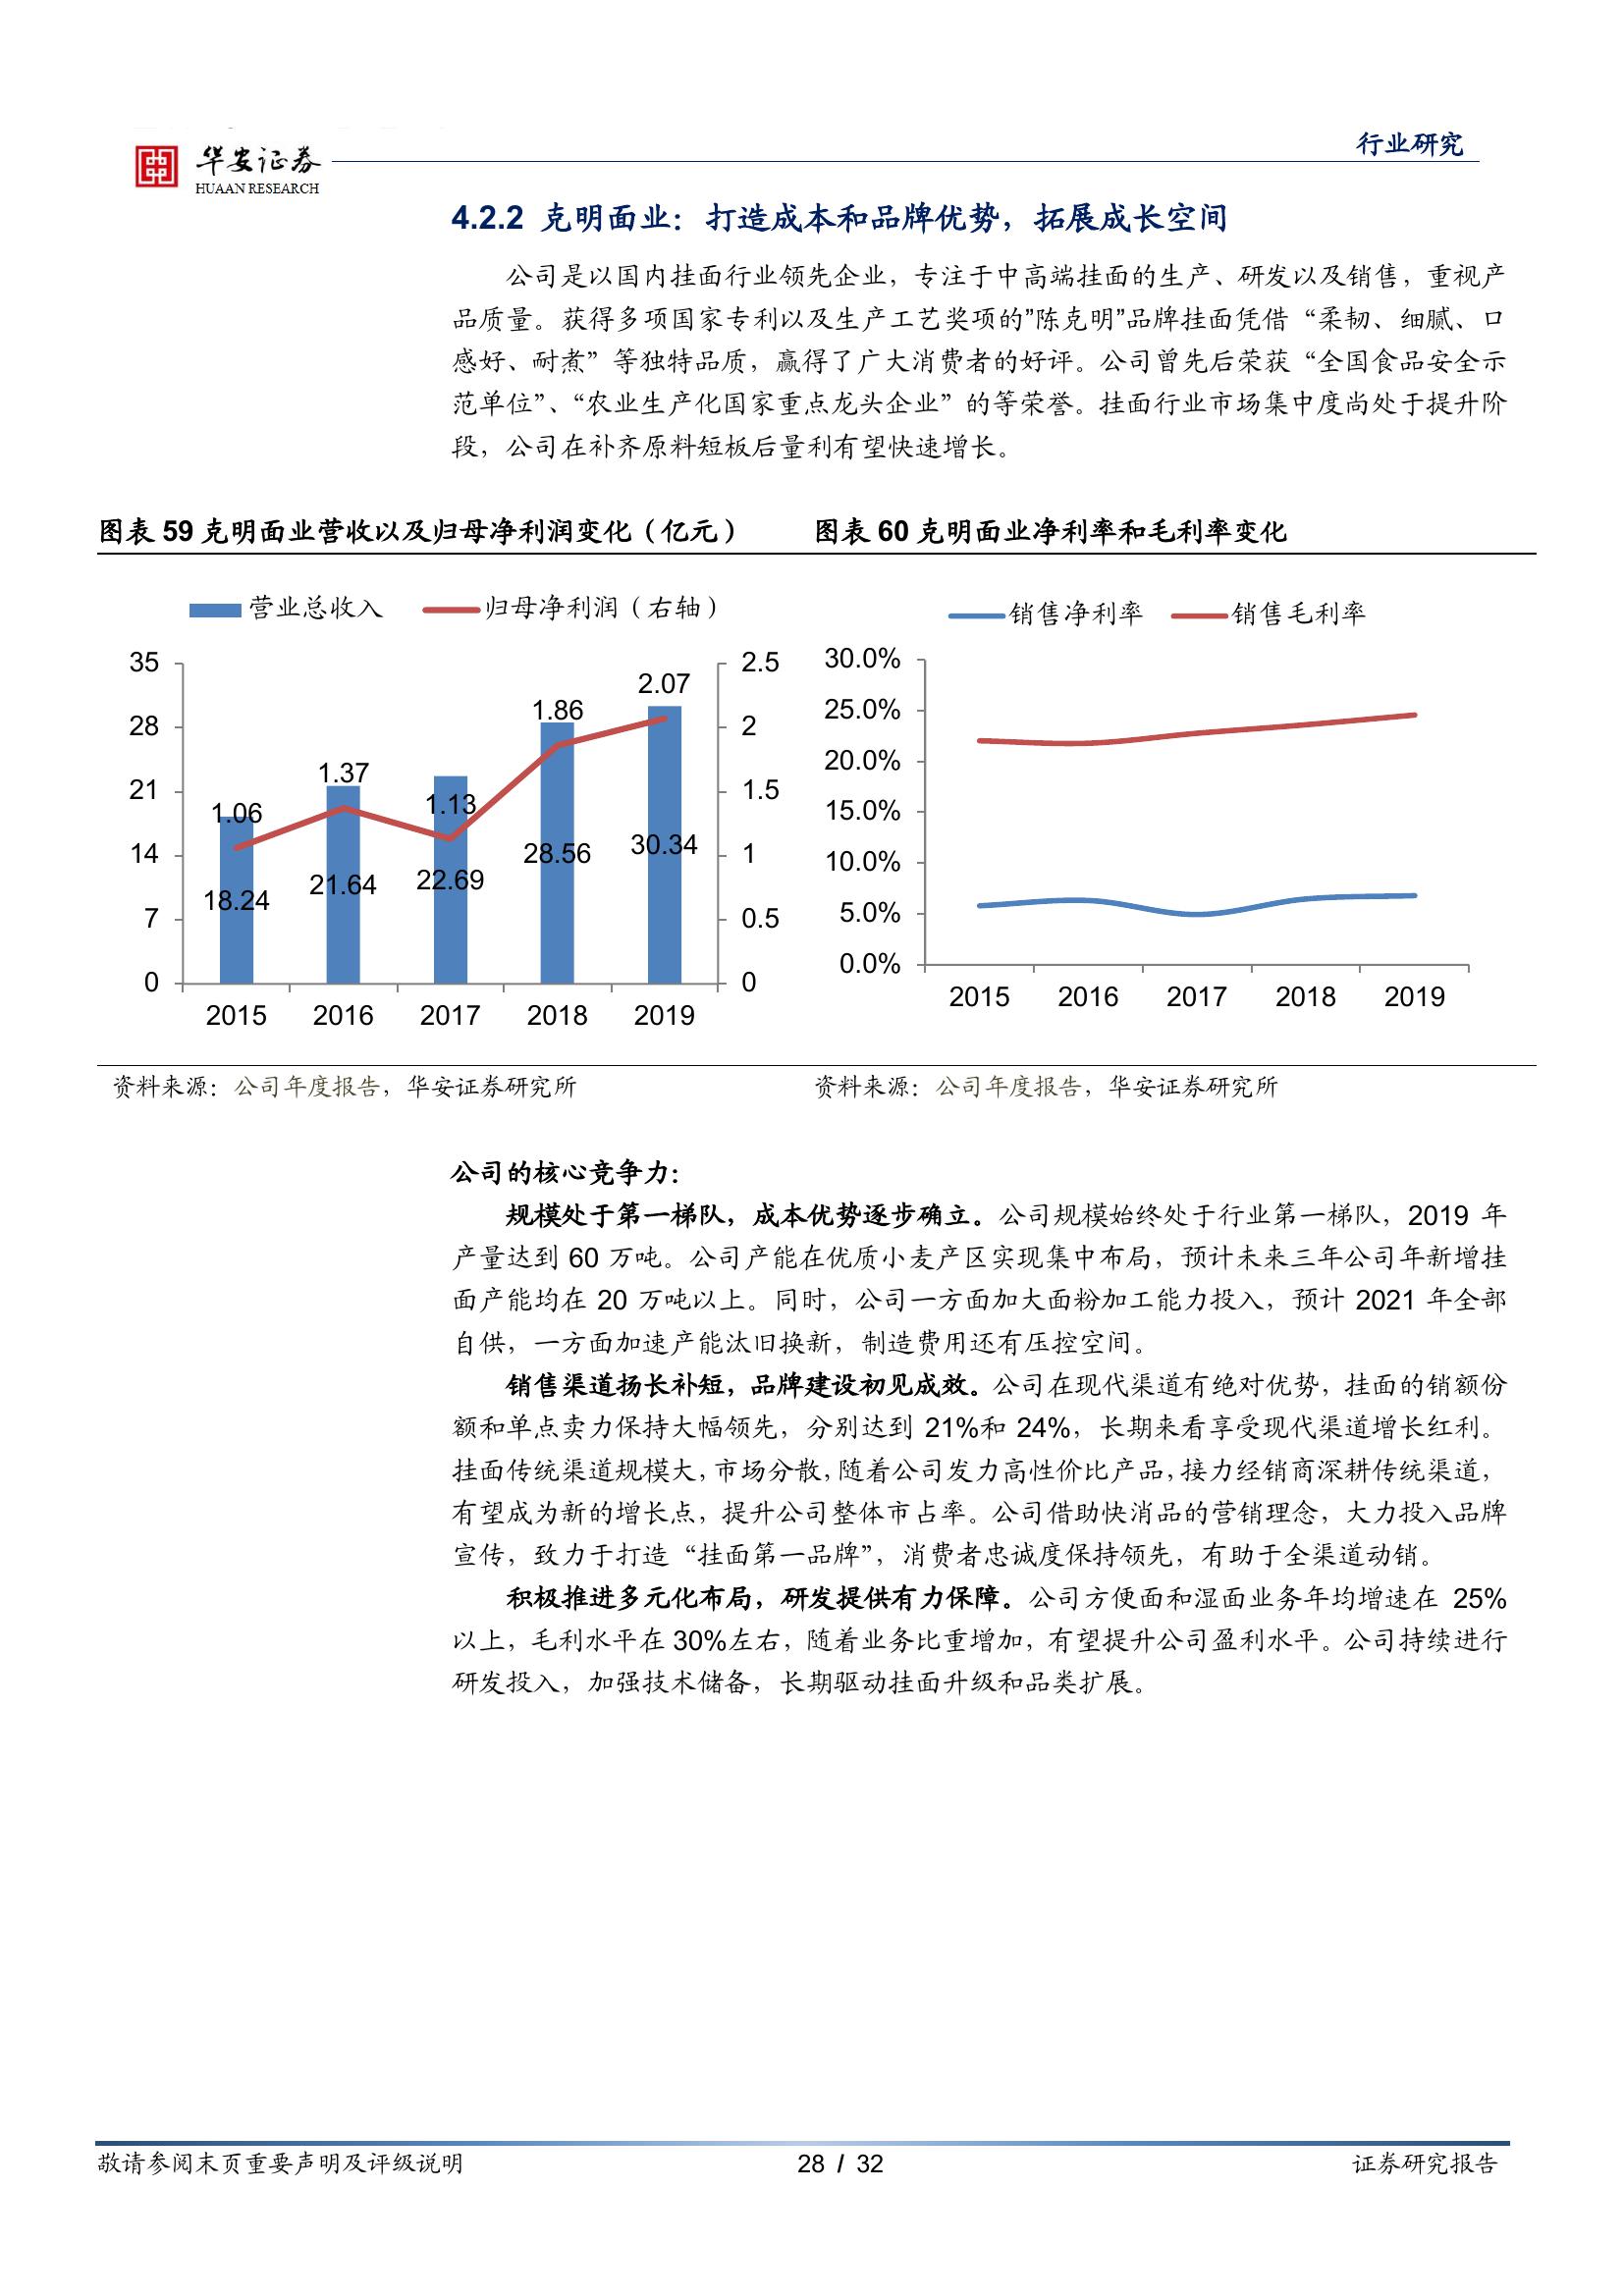 华安证券
HUAAN RESEARCH
行业研究
4.2.2 克明面业：打造成本和品牌优势，拓展成长空间
公司是以国内挂面行业领先企业，专注于中高端挂面的生产、研发以及销售，重视产
品质量。获得多项国家专利以及生产工艺奖项的”陈克明”品牌挂面凭借“柔韧、细腻、口
感好、耐煮”等独特品质，赢得了广大消费者的好评。公司曾先后荣获“全国食品安全示
范单位”、“农业生产化国家重点龙头企业”的等荣誉。挂面行业市场集中度尚处于提升阶
段，公司在补齐原料短板后量利有望快速增长。
图表 59 克明面业营收以及归母净利润变化（亿元）
营业总收入 归母净利润（右轴）
35 2.5
28 2
21 1.5
14 1
7 0.5
0 0
1.06 1.37 1.13 1.86 2.07
18.24 21.64 22.69 28.56 30.34
2015 2016 2017 2018 2019
资料来源：公司年度报告，华安证券研究所
图表 60 克明面业净利率和毛利率变化
销售净利率 销售毛利率
30.0%
25.0%
20.0%
15.0%
10.0%
5.0%
0.0%
2015 2016 2017 2018 2019
资料来源：公司年度报告，华安证券研究所
公司的核心竞争力：
规模处于第一梯队，成本优势逐步确立。公司规模始终处于行业第一梯队，2019 年
产量达到 60 万吨。公司产能在优质小麦产区实现集中布局，预计未来三年公司年新增挂
面产能均在 20 万吨以上。同时，公司一方面加大面粉加工能力投入，预计 2021 年全部
自供，一方面加速产能汰旧换新，制造费用还有压控空间。
销售渠道扬长补短，品牌建设初见成效。公司在现代渠道有绝对优势，挂面的销额份
额和单点卖力保持大幅领先，分别达到 21%和 24%，长期来看享受现代渠道增长红利。
挂面传统渠道规模大，市场分散，随着公司发力高性价比产品，接力经销商深耕传统渠道，
有望成为新的增长点，提升公司整体市占率。公司借助快消品的营销理念，大力投入品牌
宣传，致力于打造“挂面第一品牌”，消费者忠诚度保持领先，有助于全渠道动销。
积极推进多元化布局，研发提供有力保障。公司方便面和湿面业务年均增速在 25%
以上，毛利水平在 30%左右，随着业务比重增加，有望提升公司盈利水平。公司持续进行
研发投入，加强技术储备，长期驱动挂面升级和品类扩展。
敬请参阅末页重要声明及评级说明 28 / 32 证券研究报告